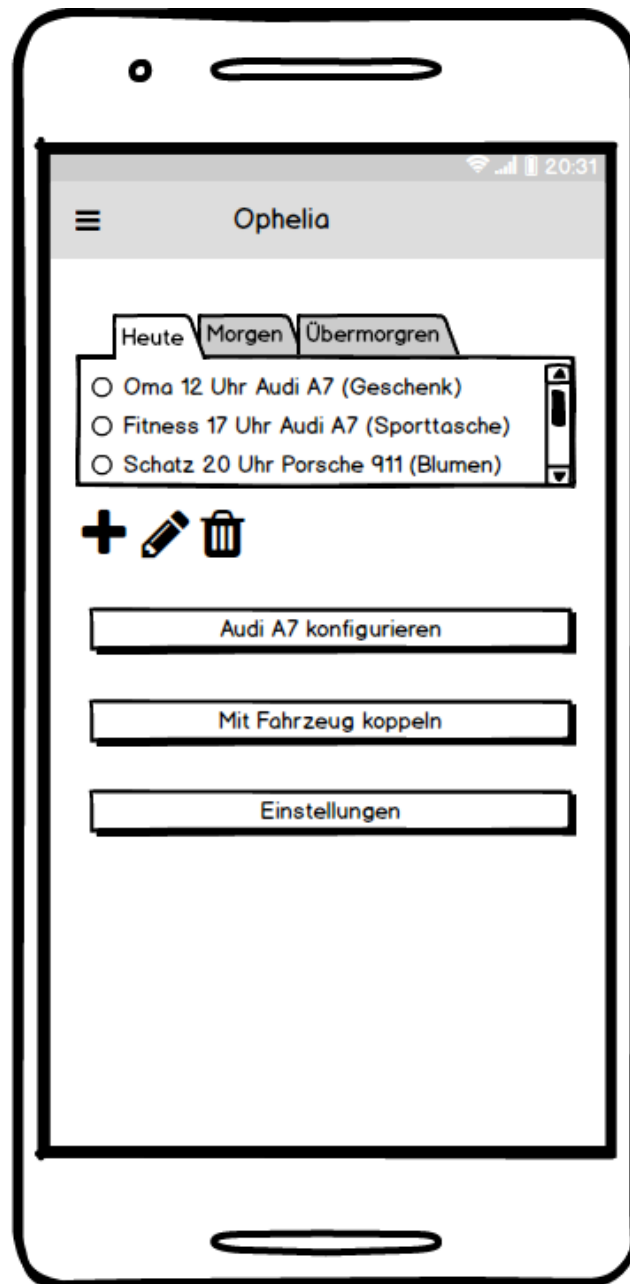 20:31
Ophelia
Heute Morgen Übermorgren
Oma 12 Uhr Audi A7 (Geschenk)
Fitness 17 Uhr Audi A7 (Sporttasche)
Schatz 20 Uhr Porsche 911 (Blumen)
Audi A7 konfigurieren
Mit Fahrzeug koppeln
Einstellungen